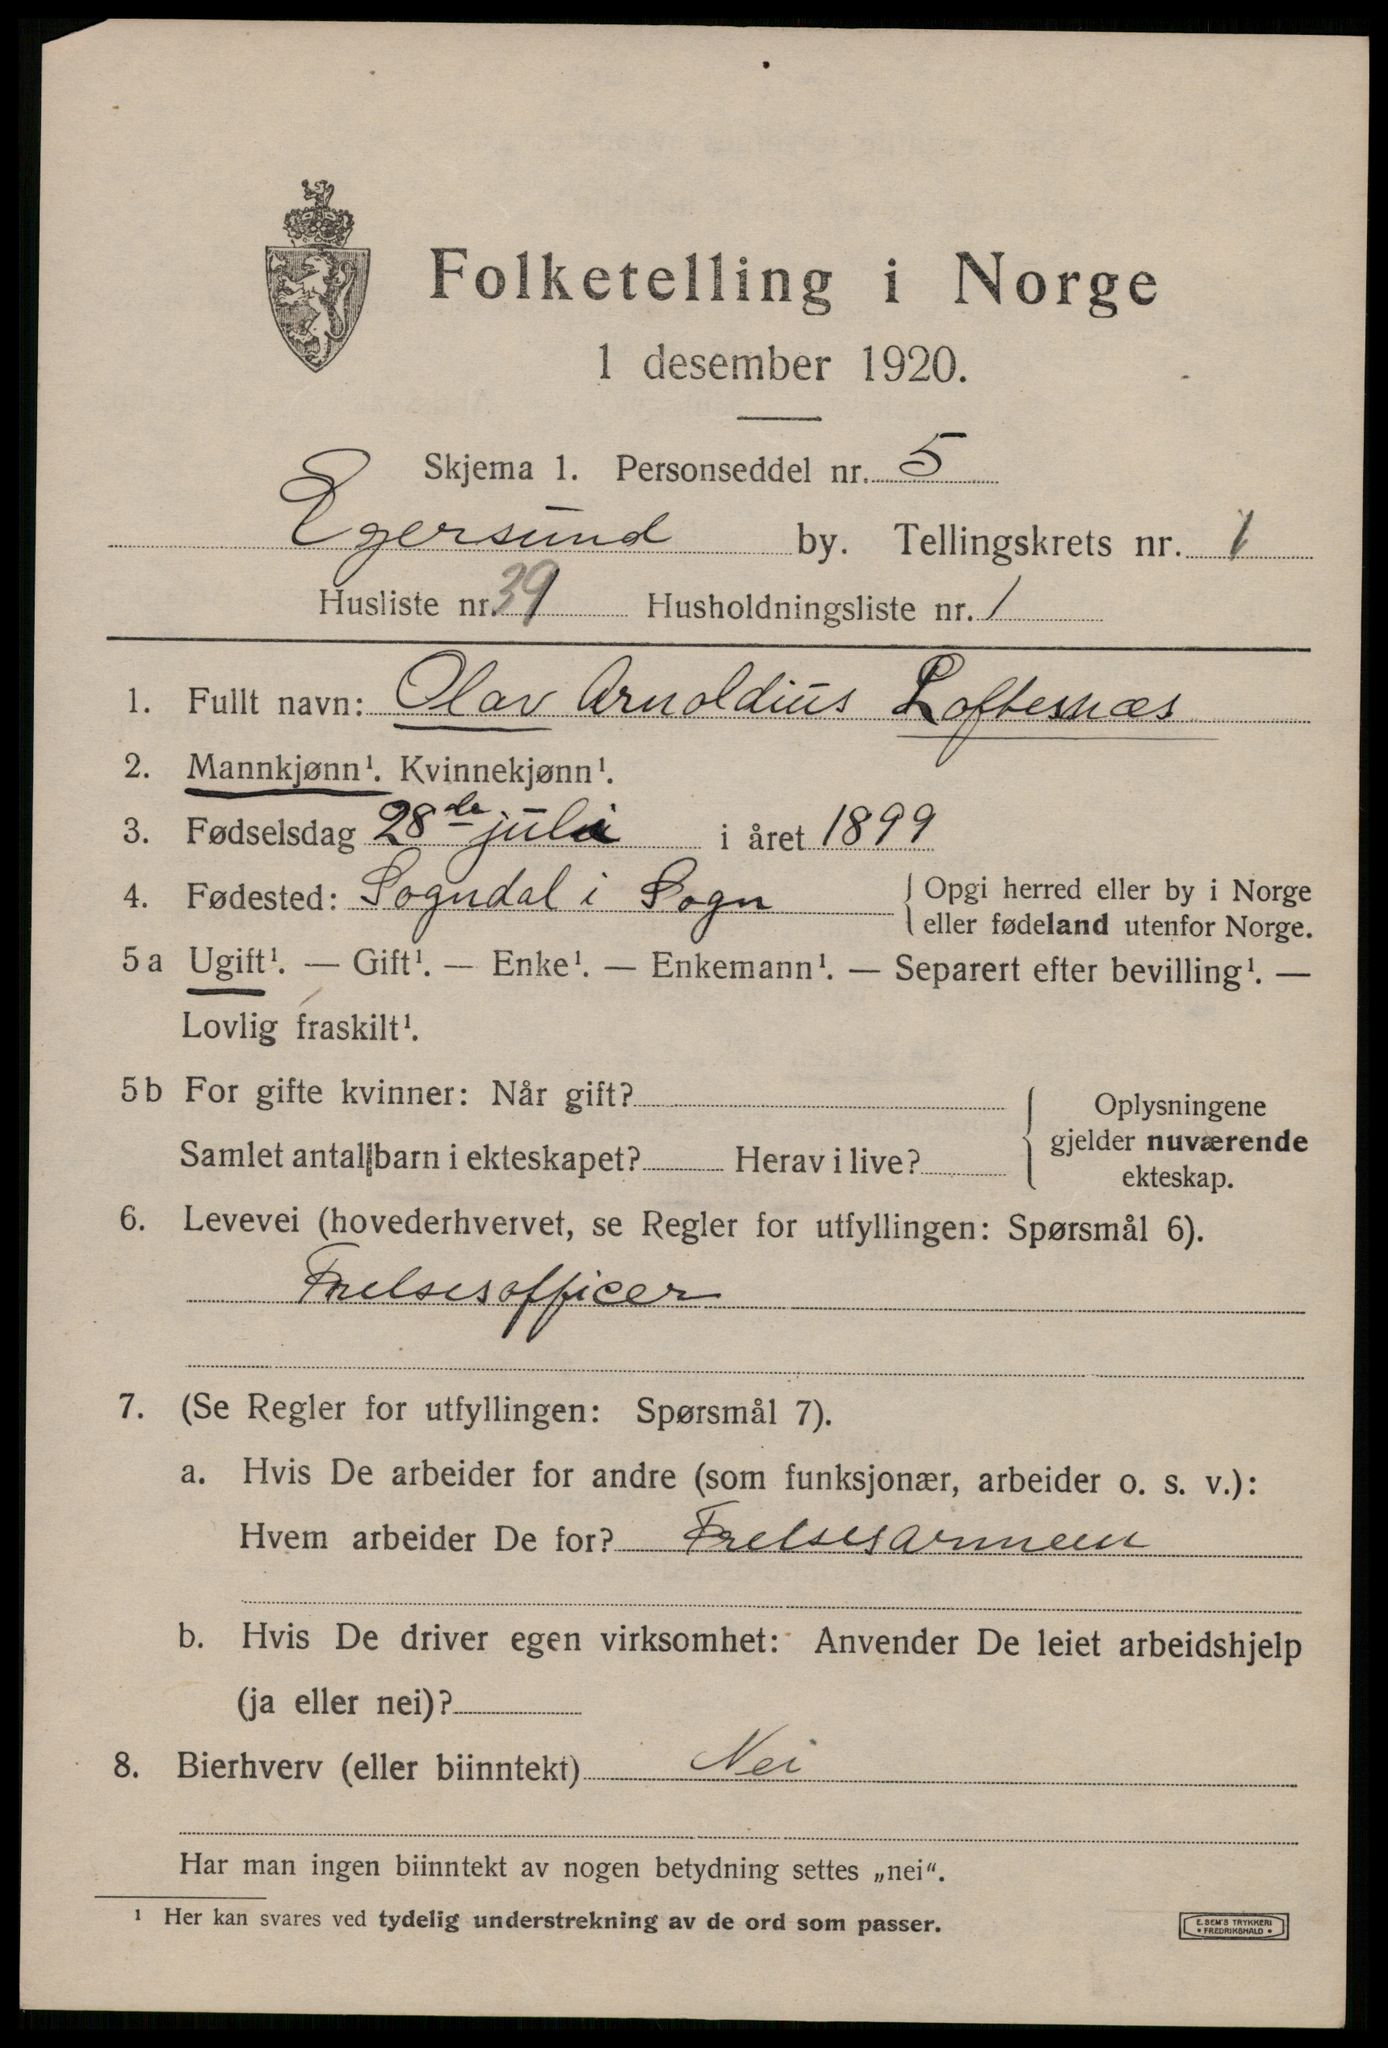 Folketelling i Norge
1 desember 1920.
Skjema 1. Personseddel nr. 5
Egersund by. Tellingskrets nr. 1
Husliste nr. 39 Husholdningsliste nr. 1
1. Fullt navn: Olav Arnoldius Loftesnæs
2. Mannkjønn¹. Kvinnekjønn¹.
3. Fødselsdag 28de juli i året 1899
4. Fødested: Sogndal i Sogn { Opgi herred eller by i Norge
eller fødeland utenfor Norge.
5 a Ugift¹. — Gift¹. — Enke¹. — Enkemann¹. — Separert efter bevilling¹. —
Lovlig fraskilt¹.
5 b For gifte kvinner: Når gift?
Samlet antal barn i ekteskapet? Herav i live?
{ Oplysningene
gjelder nuværende
ekteskap.
6. Levevei (hovederhvervet, se Regler for utfyllingen: Spørsmål 6).
Frelsesofficer
7. (Se Regler for utfyllingen: Spørsmål 7).
a. Hvis De arbeider for andre (som funksjonær, arbeider o. s. v.):
Hvem arbeider De for? Frelsesarmeen
b. Hvis De driver egen virksomhet: Anvender De leiet arbeidshjelp
(ja eller nei)?
8. Bierhverv (eller biinntekt) Nei
Har man ingen biinntekt av nogen betydning settes „nei“.
¹ Her kan svares ved tydelig understrekning av de ord som passer.
E. SEM'S TRYKKERI
• FREDRIKSHALD •